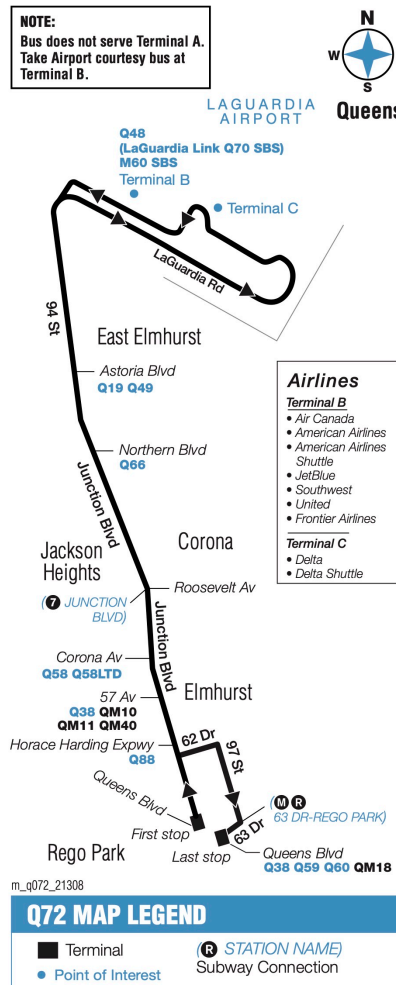 NOTE:
Bus does not serve Terminal A.
Take Airport courtesy bus at
Terminal B.
N
W
S
Queens
LAGUARDIA
AIRPORT
Q48
(LaGuardia Link Q70 SBS)
M60 SBS
Terminal B
Terminal C
LaGuardia Rd
94 St
East Elmhurst
Astoria Blvd
Q19 Q49
Northern Blvd
Q66
Junction Blvd
Airlines
Terminal B
• Air Canada
• American Airlines
• American Airlines
Shuttle
• JetBlue
• Southwest
• United
• Frontier Airlines
Terminal C
• Delta
• Delta Shuttle
Jackson
Heights
Corona
Roosevelt Av
(7 JUNCTION
BLVD)
Junction Blvd
Corona Av
Q58 Q58LTD
57 Av
Q38 QM10
QM11 QM40
Elmhurst
Horace Harding Expwy
Q88
62 Dr
97 St
Queens Blvd
First stop
63 Dr
(M R
63 DR-REGO PARK)
Rego Park
Last stop
Queens Blvd
Q38 Q59 Q60 QM18
m_q072_21308
Q72 MAP LEGEND
Terminal
(R STATION NAME)
Subway Connection
Point of Interest